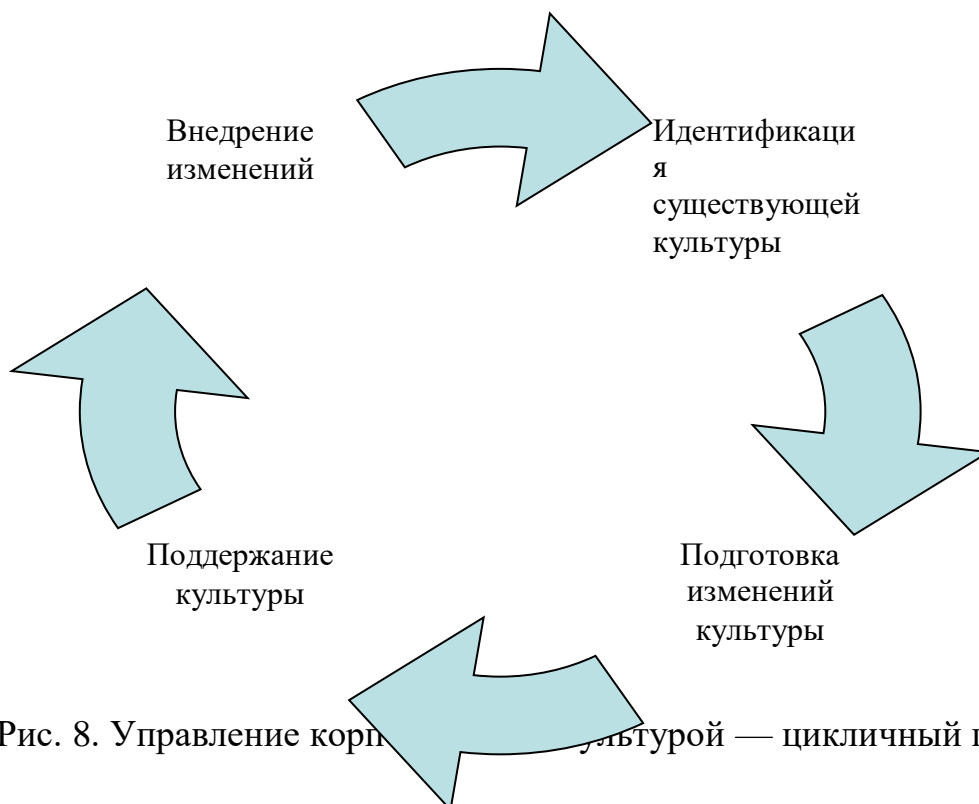 Внедрение
изменений
Идентификаци
я
существующей
культуры
Поддержание
культуры
Подготовка
изменений
культуры
Рис. 8. Управление корп ультурой — цикличный